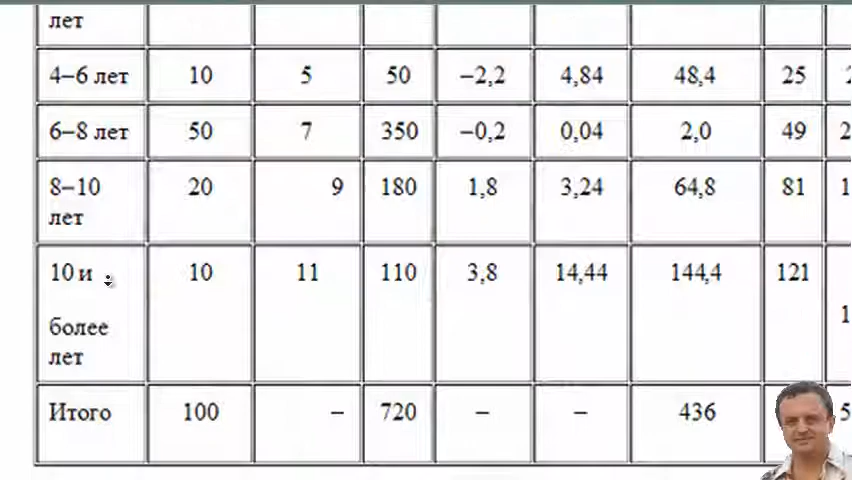 лет
4–6 лет 10 5 50 –2,2 4,84 48,4 25
6–8 лет 50 7 350 –0,2 0,04 2,0 49
8–10 20 9 180 1,8 3,24 64,8 81
лет
10 и 10 11 110 3,8 14,44 144,4 121
более
лет
Итого 100 – 720 – – 436